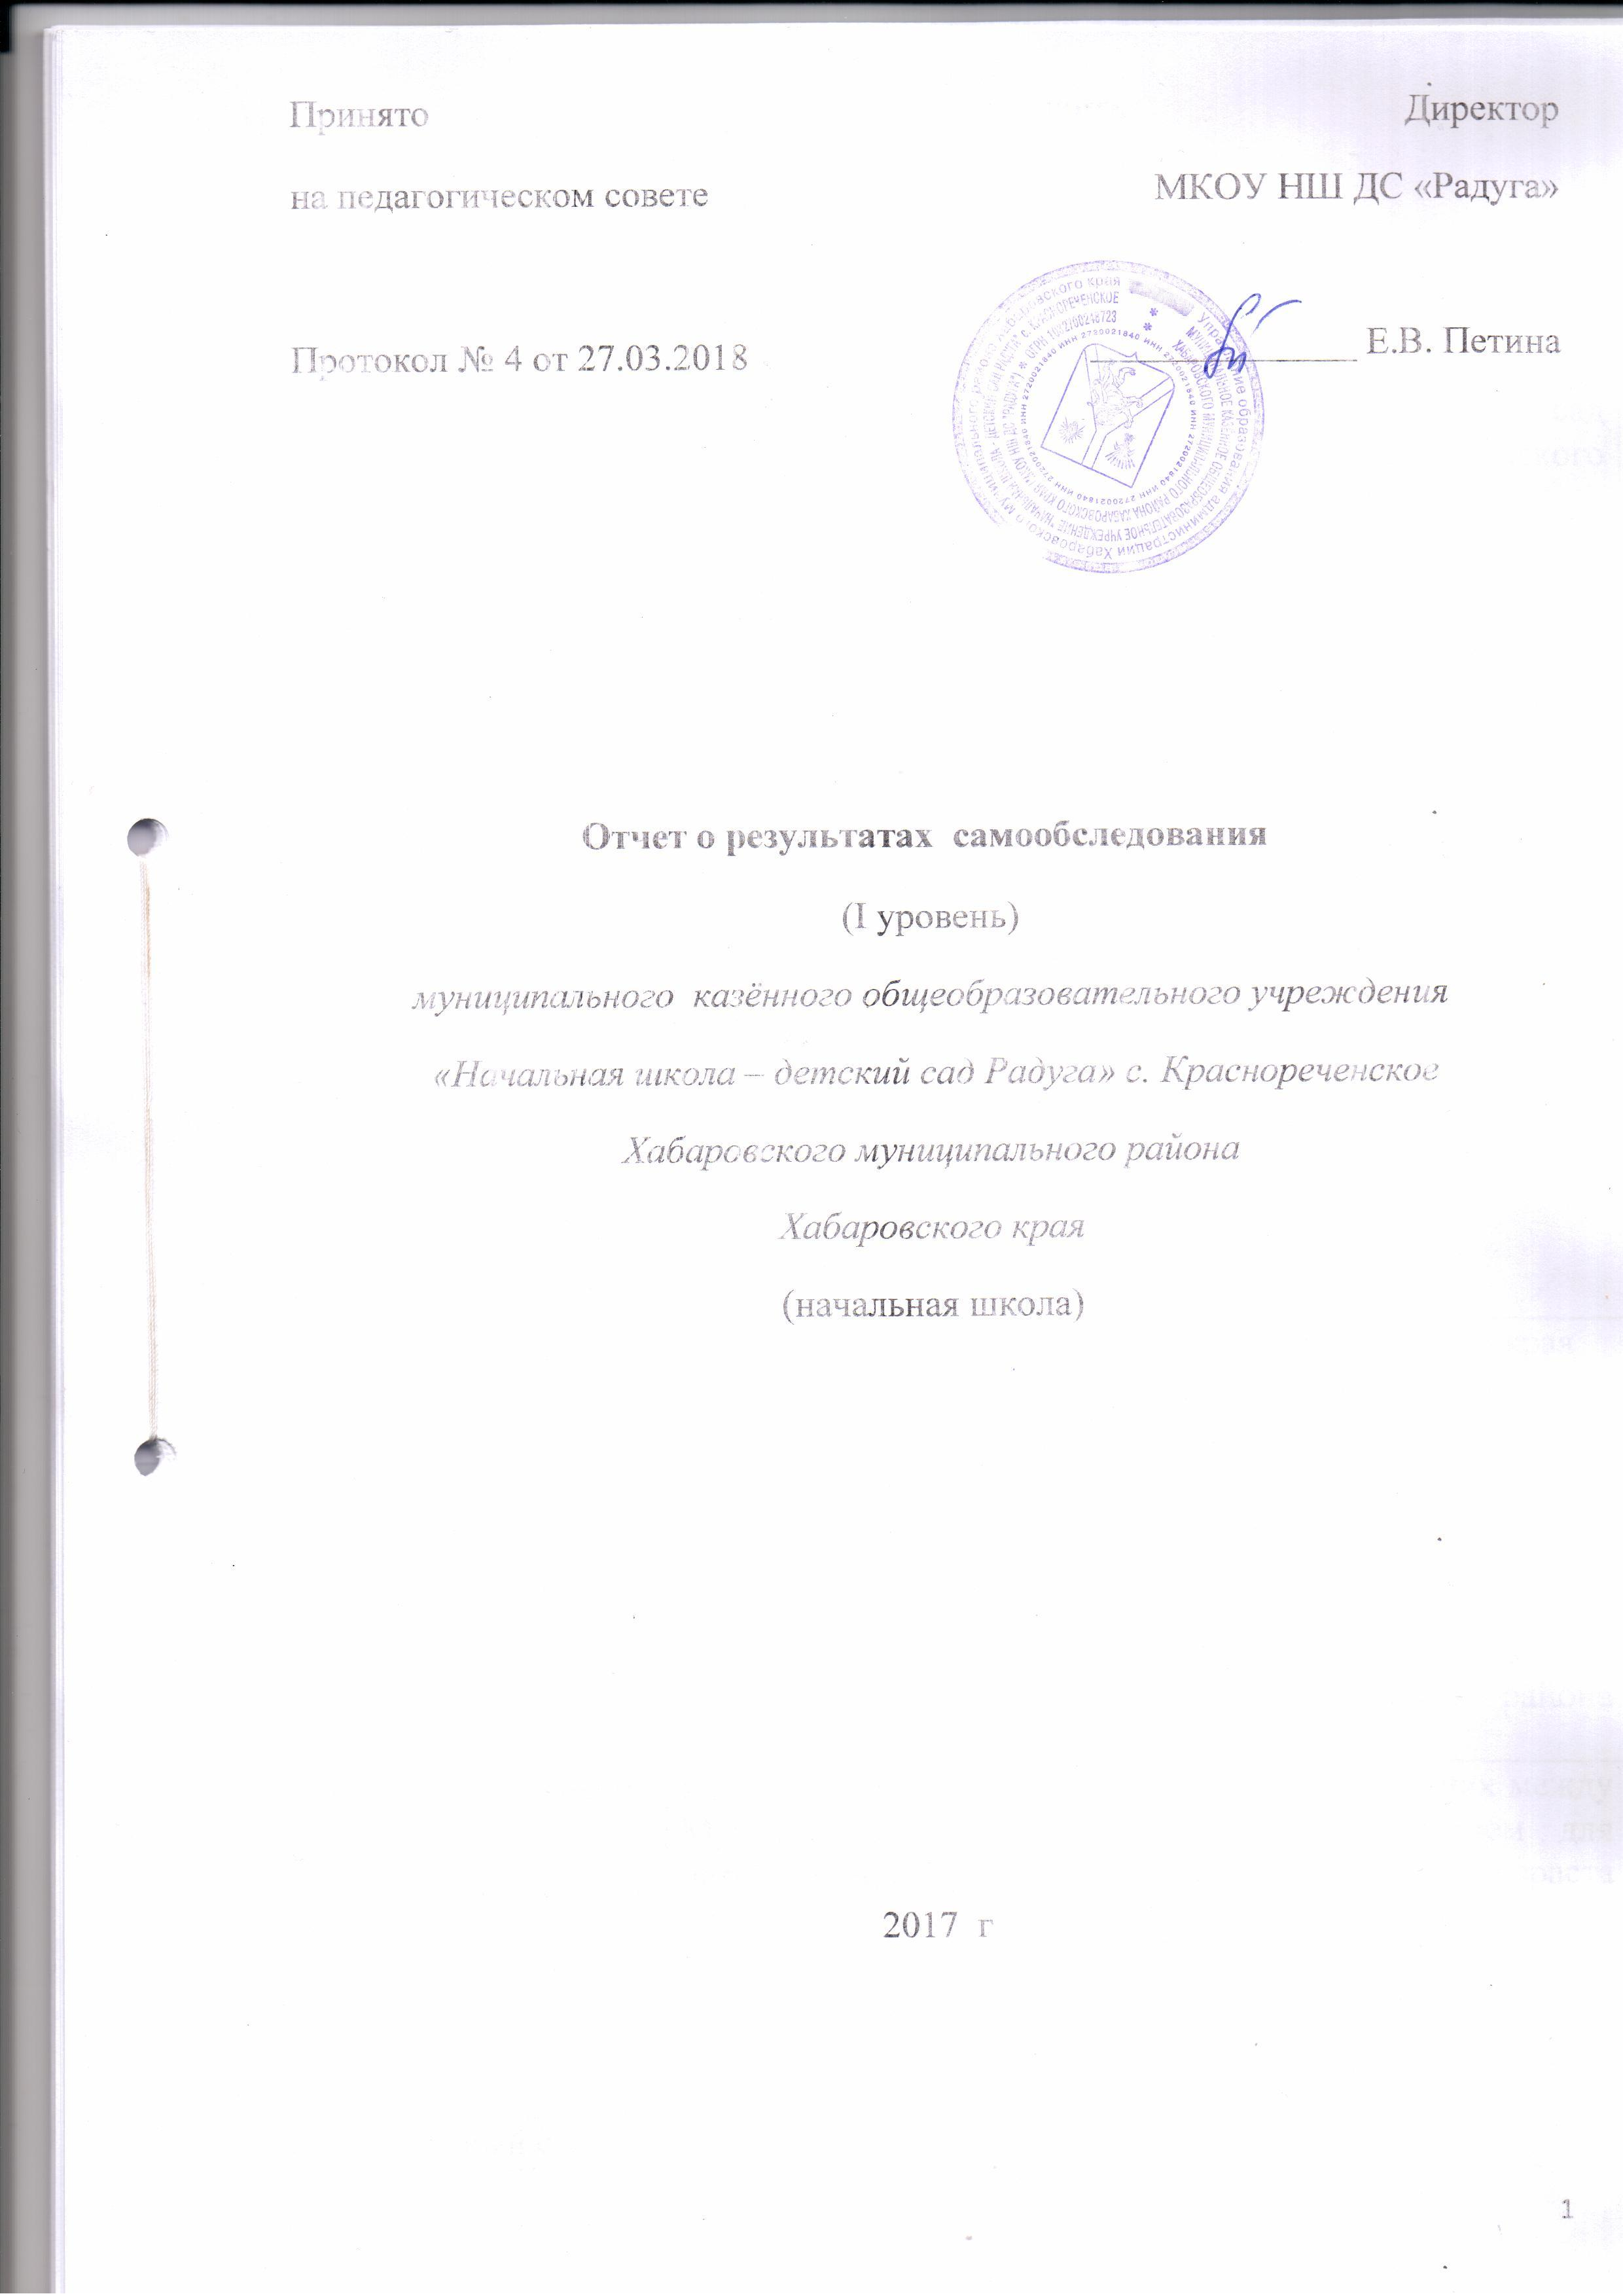 Принято
Директор
на педагогическом совете
МКОУ НШ ДС «Радуга»
Протокол № 4 от 27.03.2018
Е.В. Петина
Отчет о результатах  самообследования
(I уровень)
муниципального  казённого общеобразовательного учреждения
«Начальная школа – детский сад Радуга» с. Краснореченское
Хабаровского муниципального района
Хабаровского края
(начальная школа)
2017  г
1